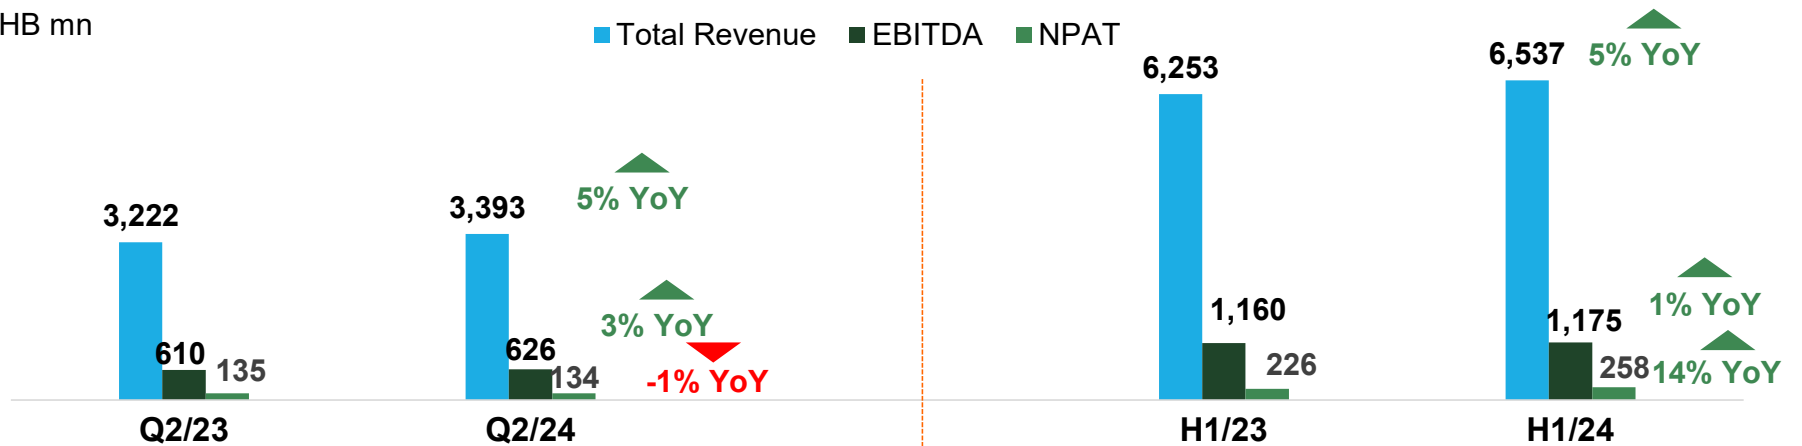 HB mn
Total Revenue EBITDA NPAT
6,253
6,537
5% YoY
3,222
3,393
5% YoY
610
135
626
134
3% YoY
-1% YoY
1,160
226
1,175
258
1% YoY
14% YoY
Q2/23
Q2/24
H1/23
H1/24